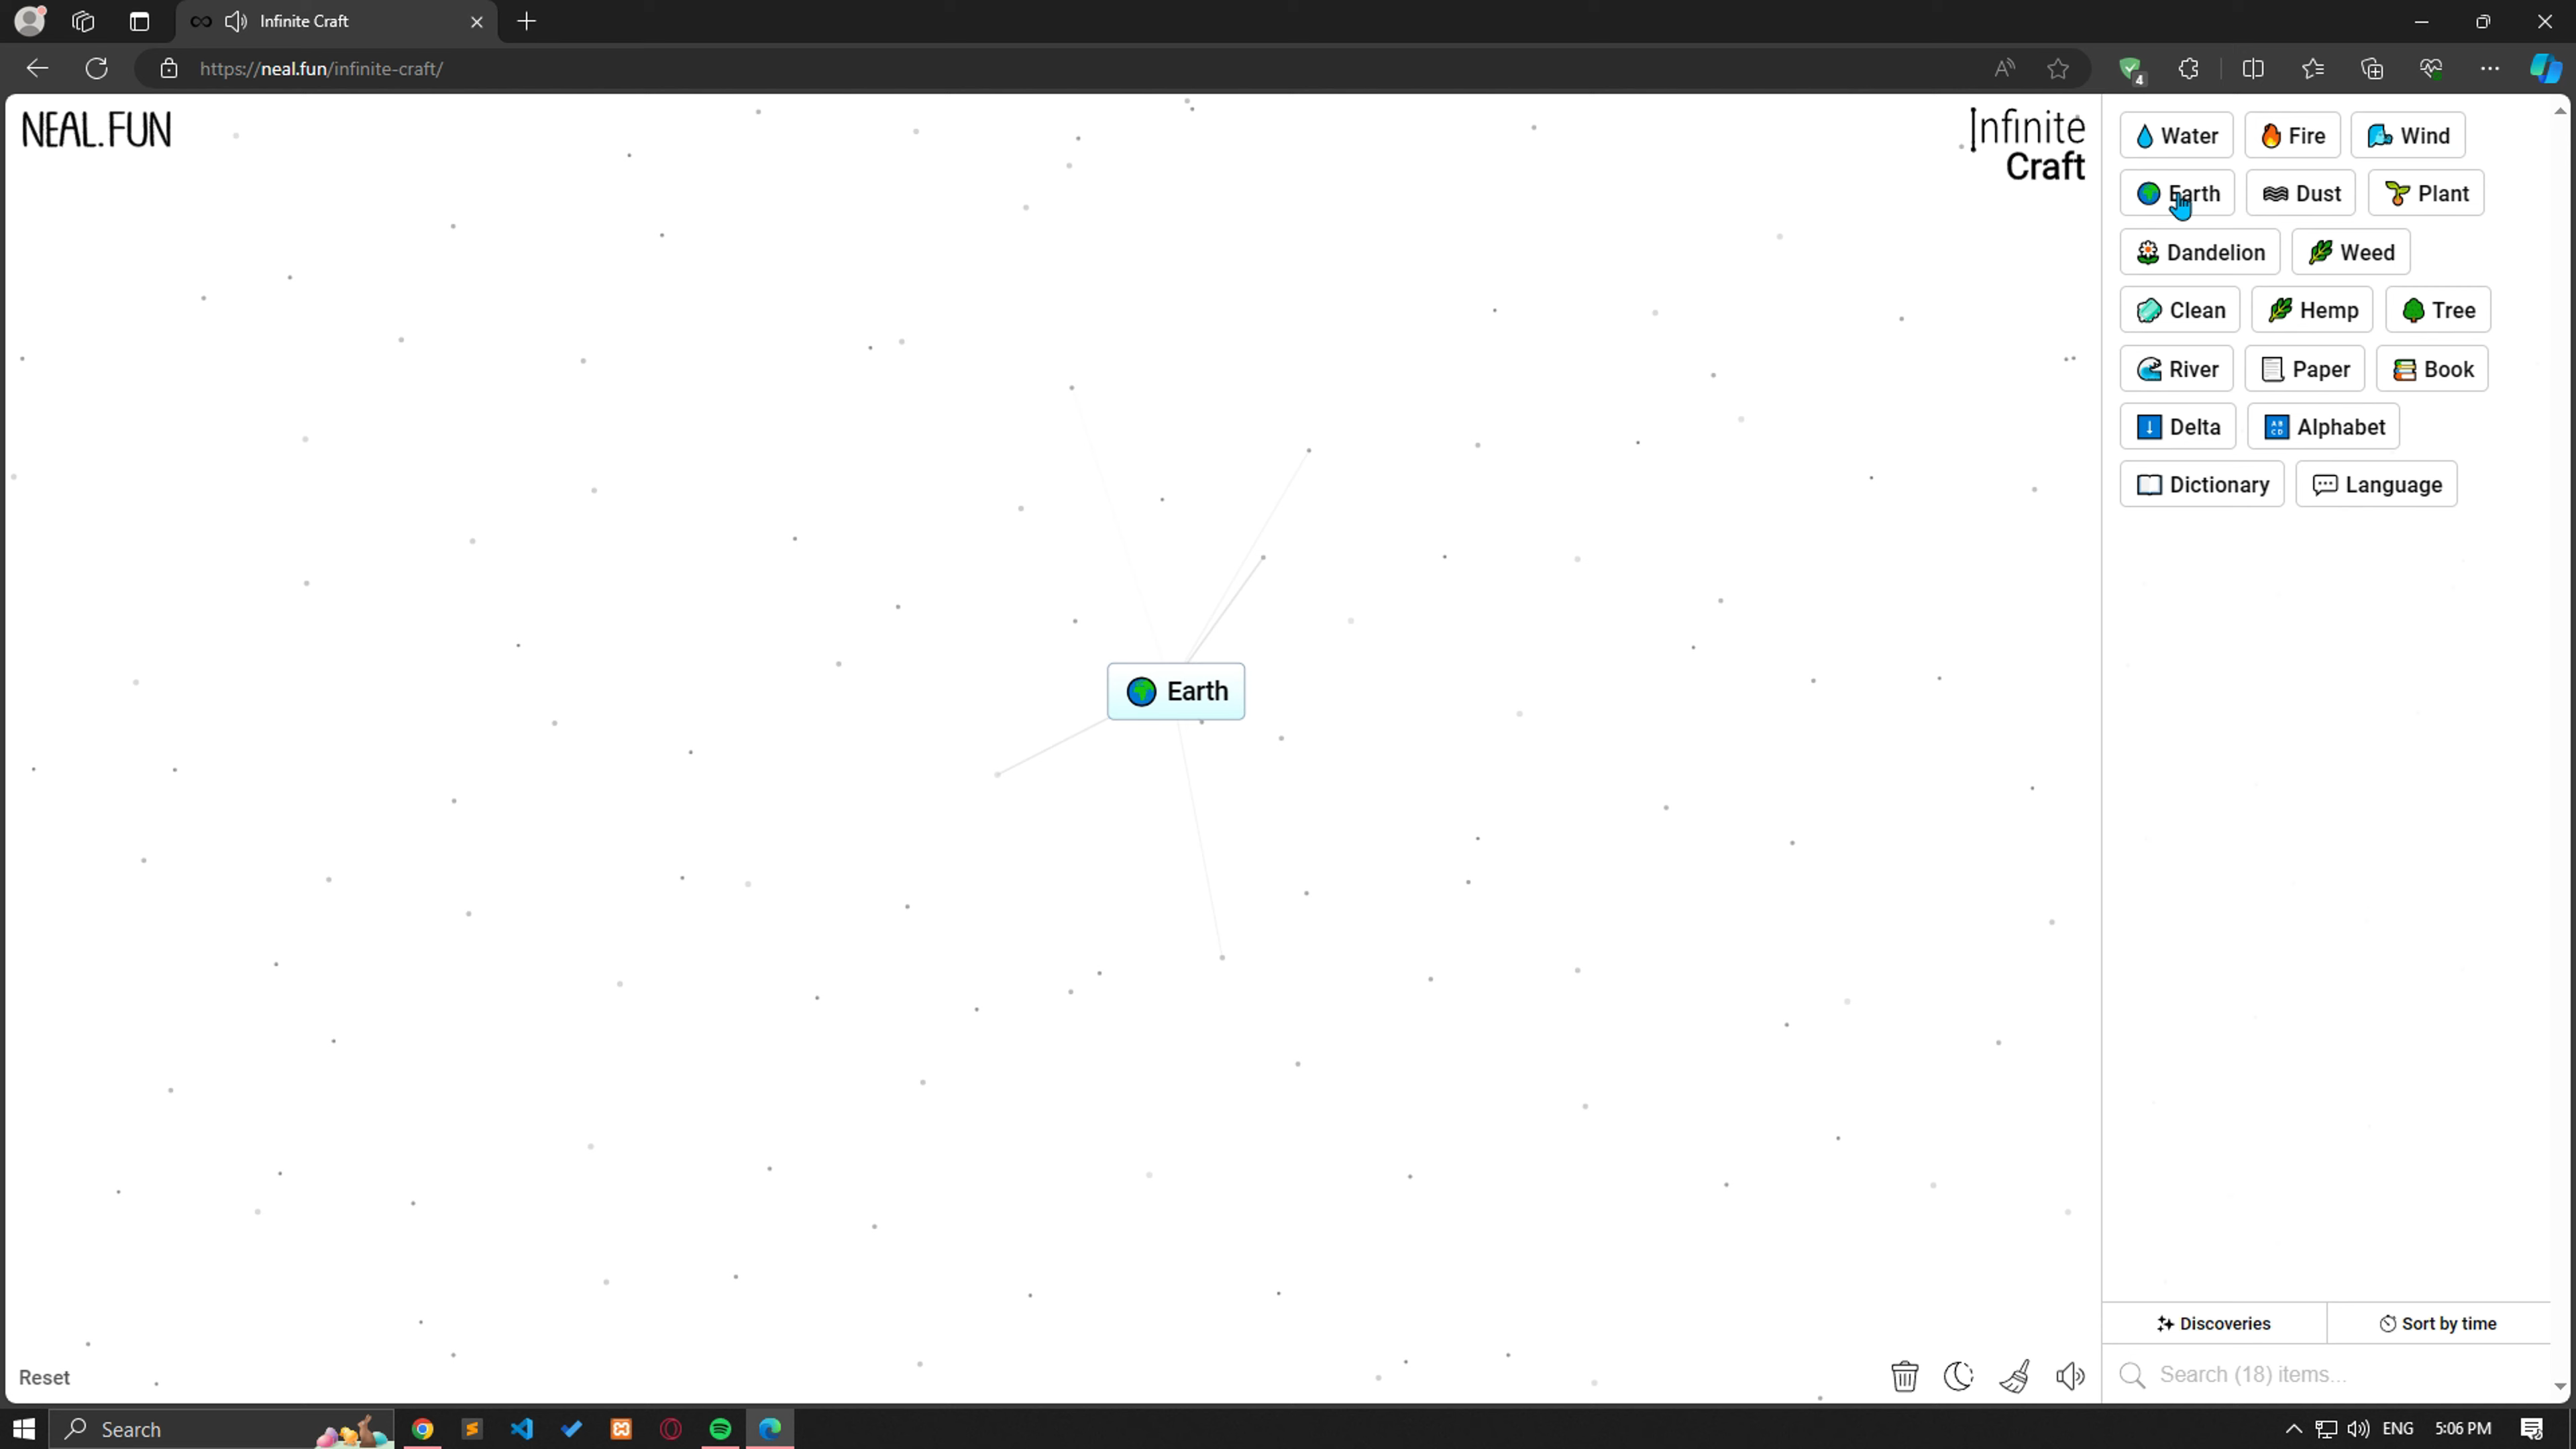 Infinite Craft
https://neal.fun/infinite-craft/
4
NEAL.FUN
Infinite
Craft
Water Fire Wind
Earth Dust Plant
Dandelion Weed
Clean Hemp Tree
River Paper Book
Delta Alphabet
Dictionary Language
Earth
Discoveries Sort by time
Search (18) items...
Reset
Search
ENG 5:06 PM